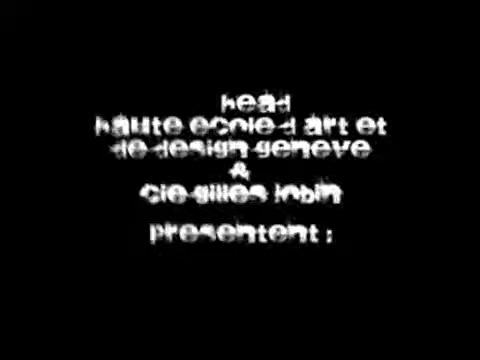 head
haute ecole d art et
de design geneve
&
cie gilles jobin
presentent :